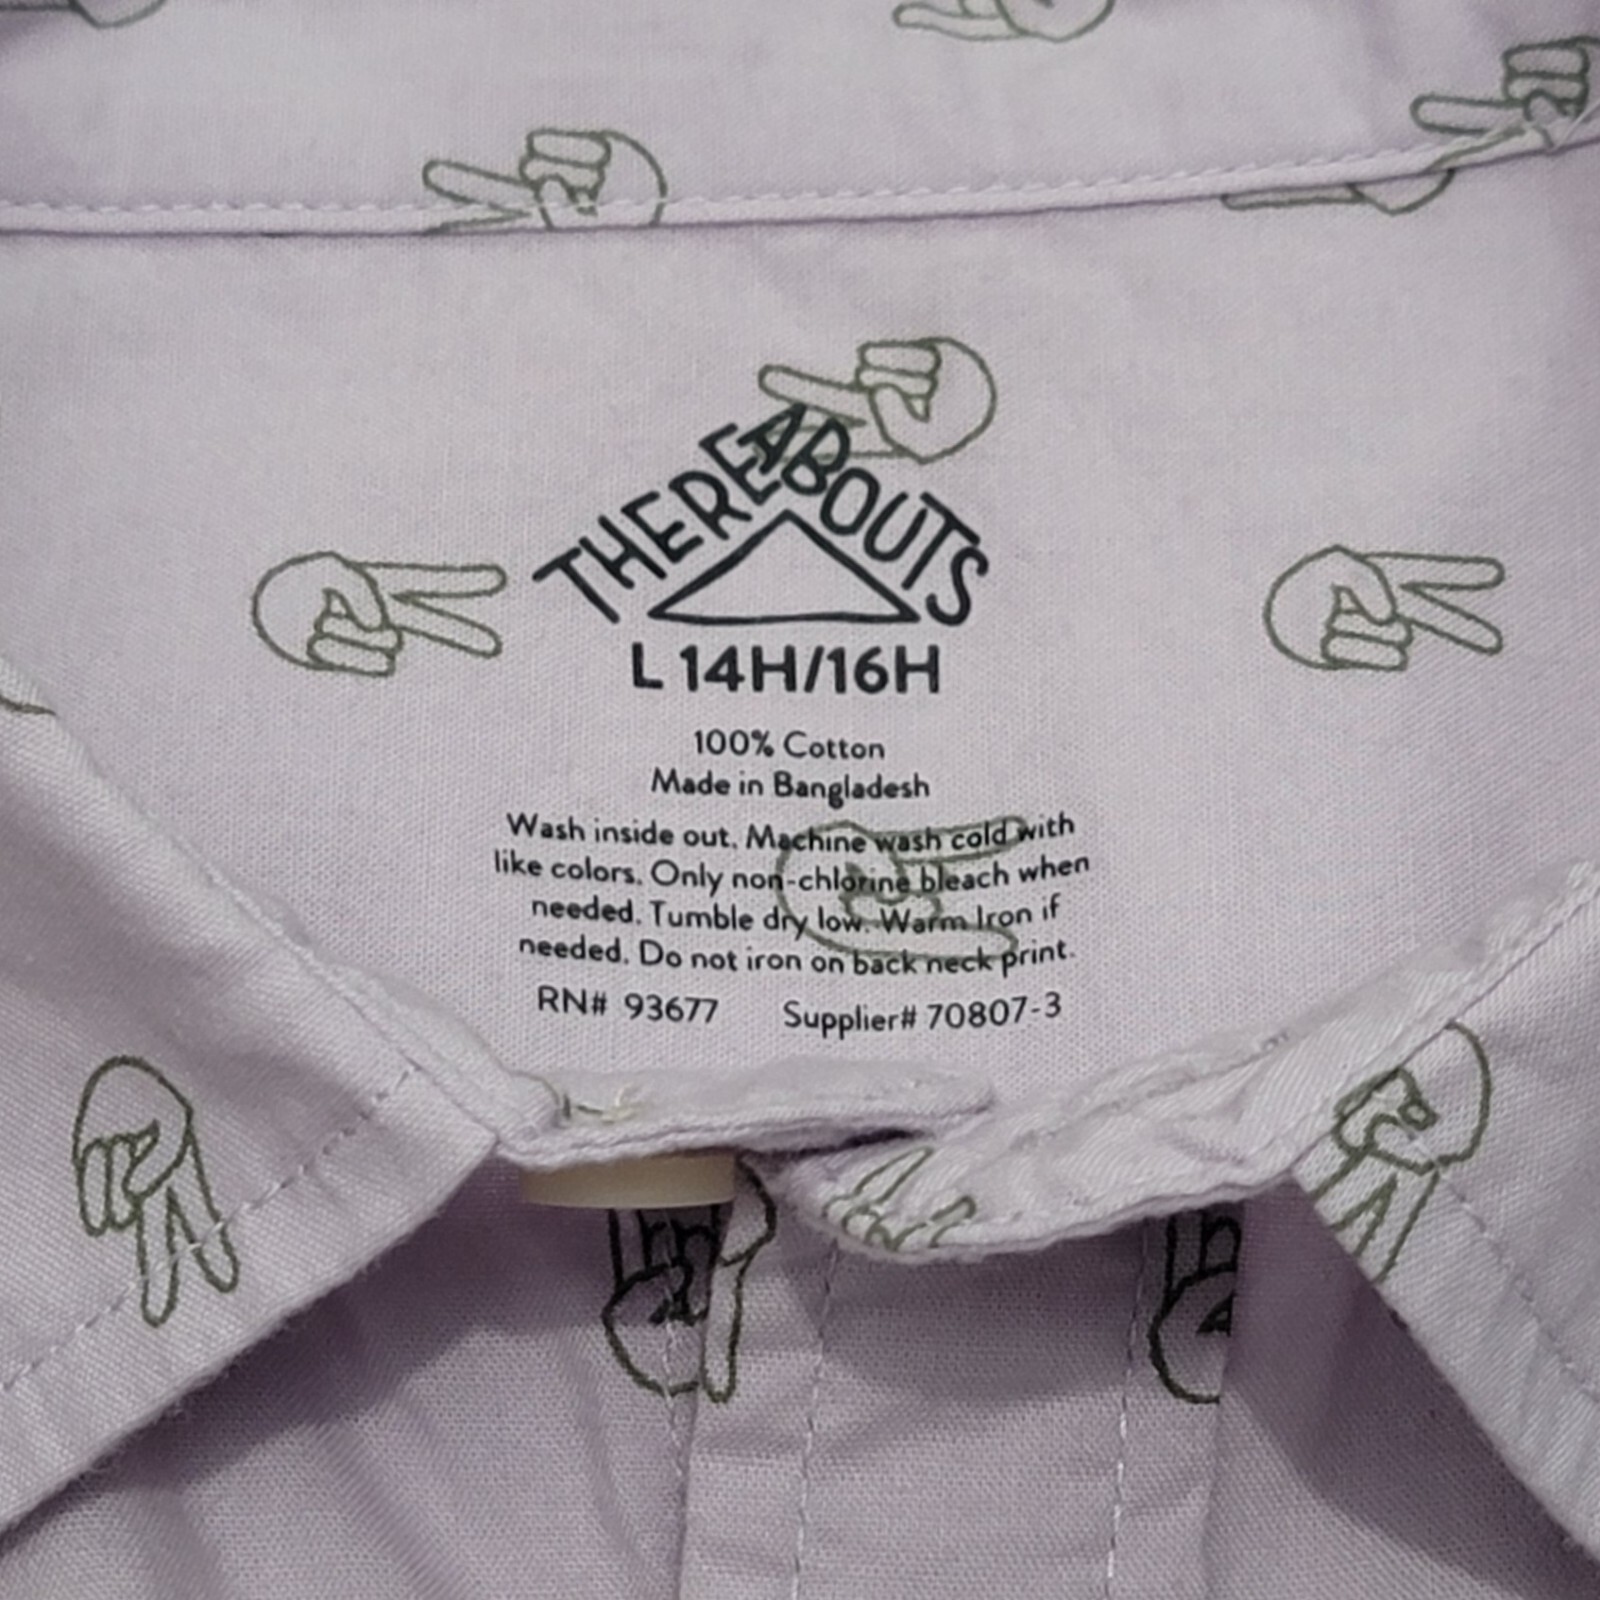 THEREABOUTS
L 14H/16H
100% Cotton
Made in Bangladesh
Wash inside out. Machine wash cold with
like colors. Only non-chlorine bleach when
needed. Tumble dry low. Warm Iron if
needed. Do not iron on back neck print.
RN# 93677 Supplier# 70807-3